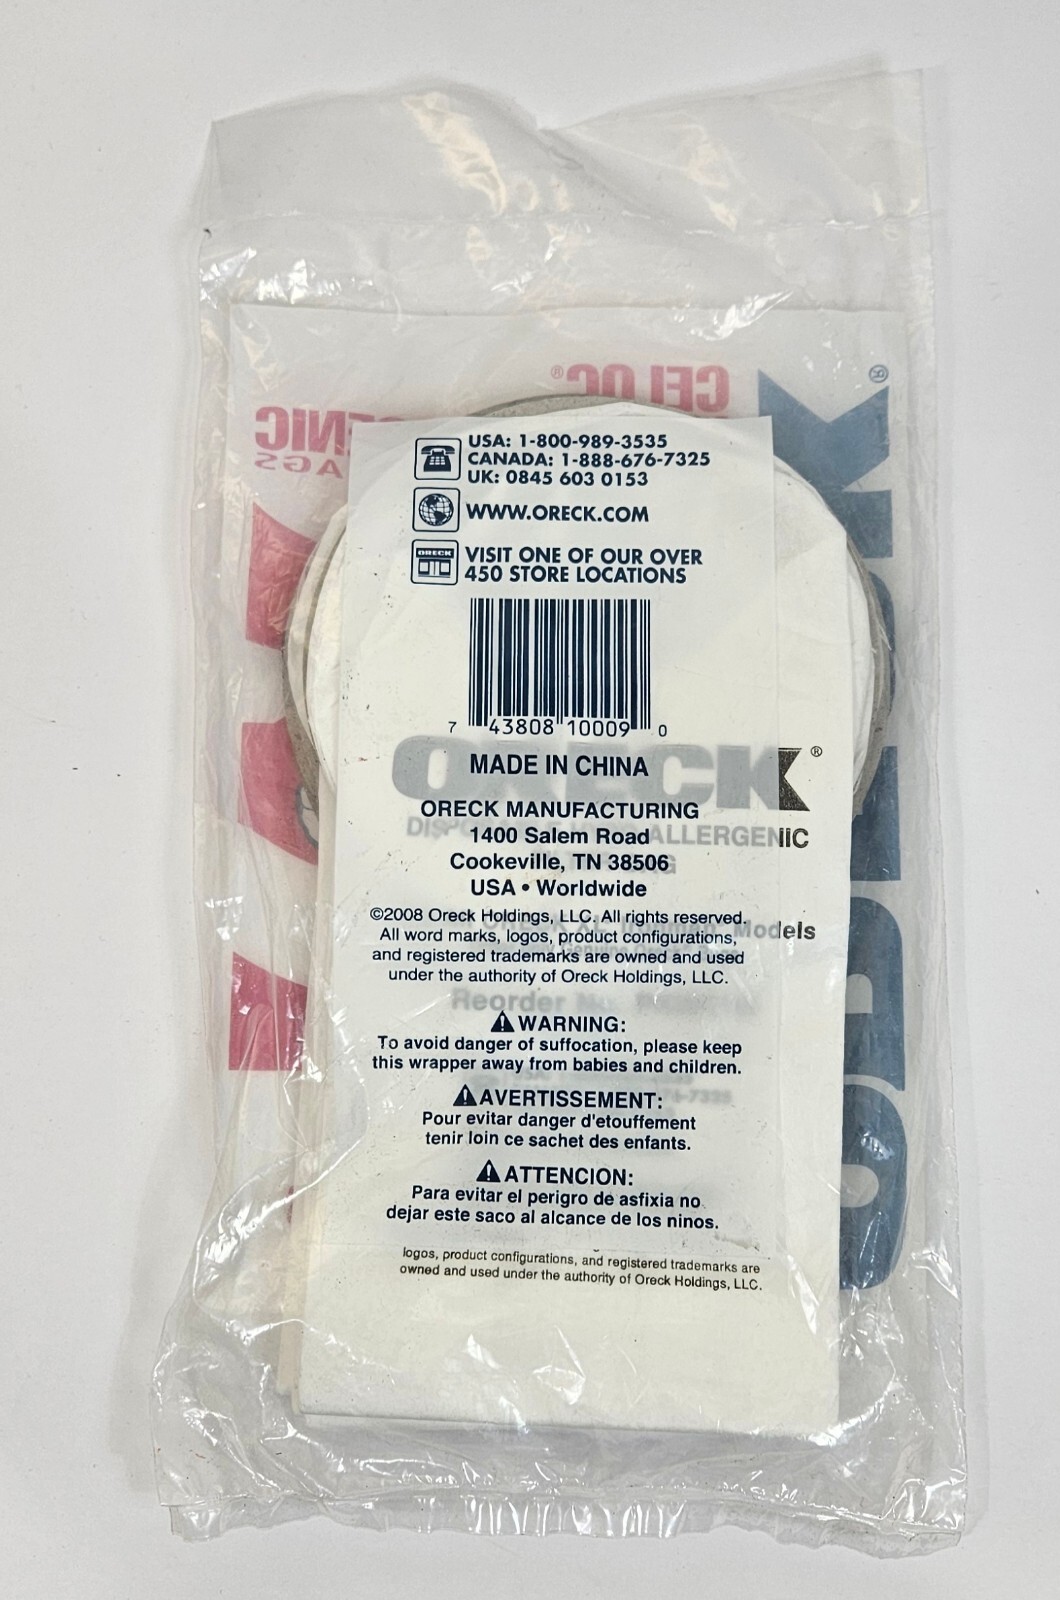 CELOC®
USA: 1-800-989-3535
CANADA: 1-888-676-7325
UK: 0845 603 0153
WWW.ORECK.COM
ORECK
VISIT ONE OF OUR OVER
450 STORE LOCATIONS
7 43808 10009 0
ORECK®
MADE IN CHINA
ORECK MANUFACTURING
1400 Salem Road
Cookeville, TN 38506
USA • Worldwide
©2008 Oreck Holdings, LLC. All rights reserved.
All word marks, logos, product configurations,
and registered trademarks are owned and used
under the authority of Oreck Holdings, LLC.
Models
Reorder
WARNING:
To avoid danger of suffocation, please keep
this wrapper away from babies and children.
AVERTISSEMENT:
Pour evitar danger d'etouffement
tenir loin ce sachet des enfants.
ATTENCION:
Para evitar el perigro de asfixia no
dejar este saco al alcance de los ninos.
logos, product configurations, and registered trademarks are
owned and used under the authority of Oreck Holdings, LLC.